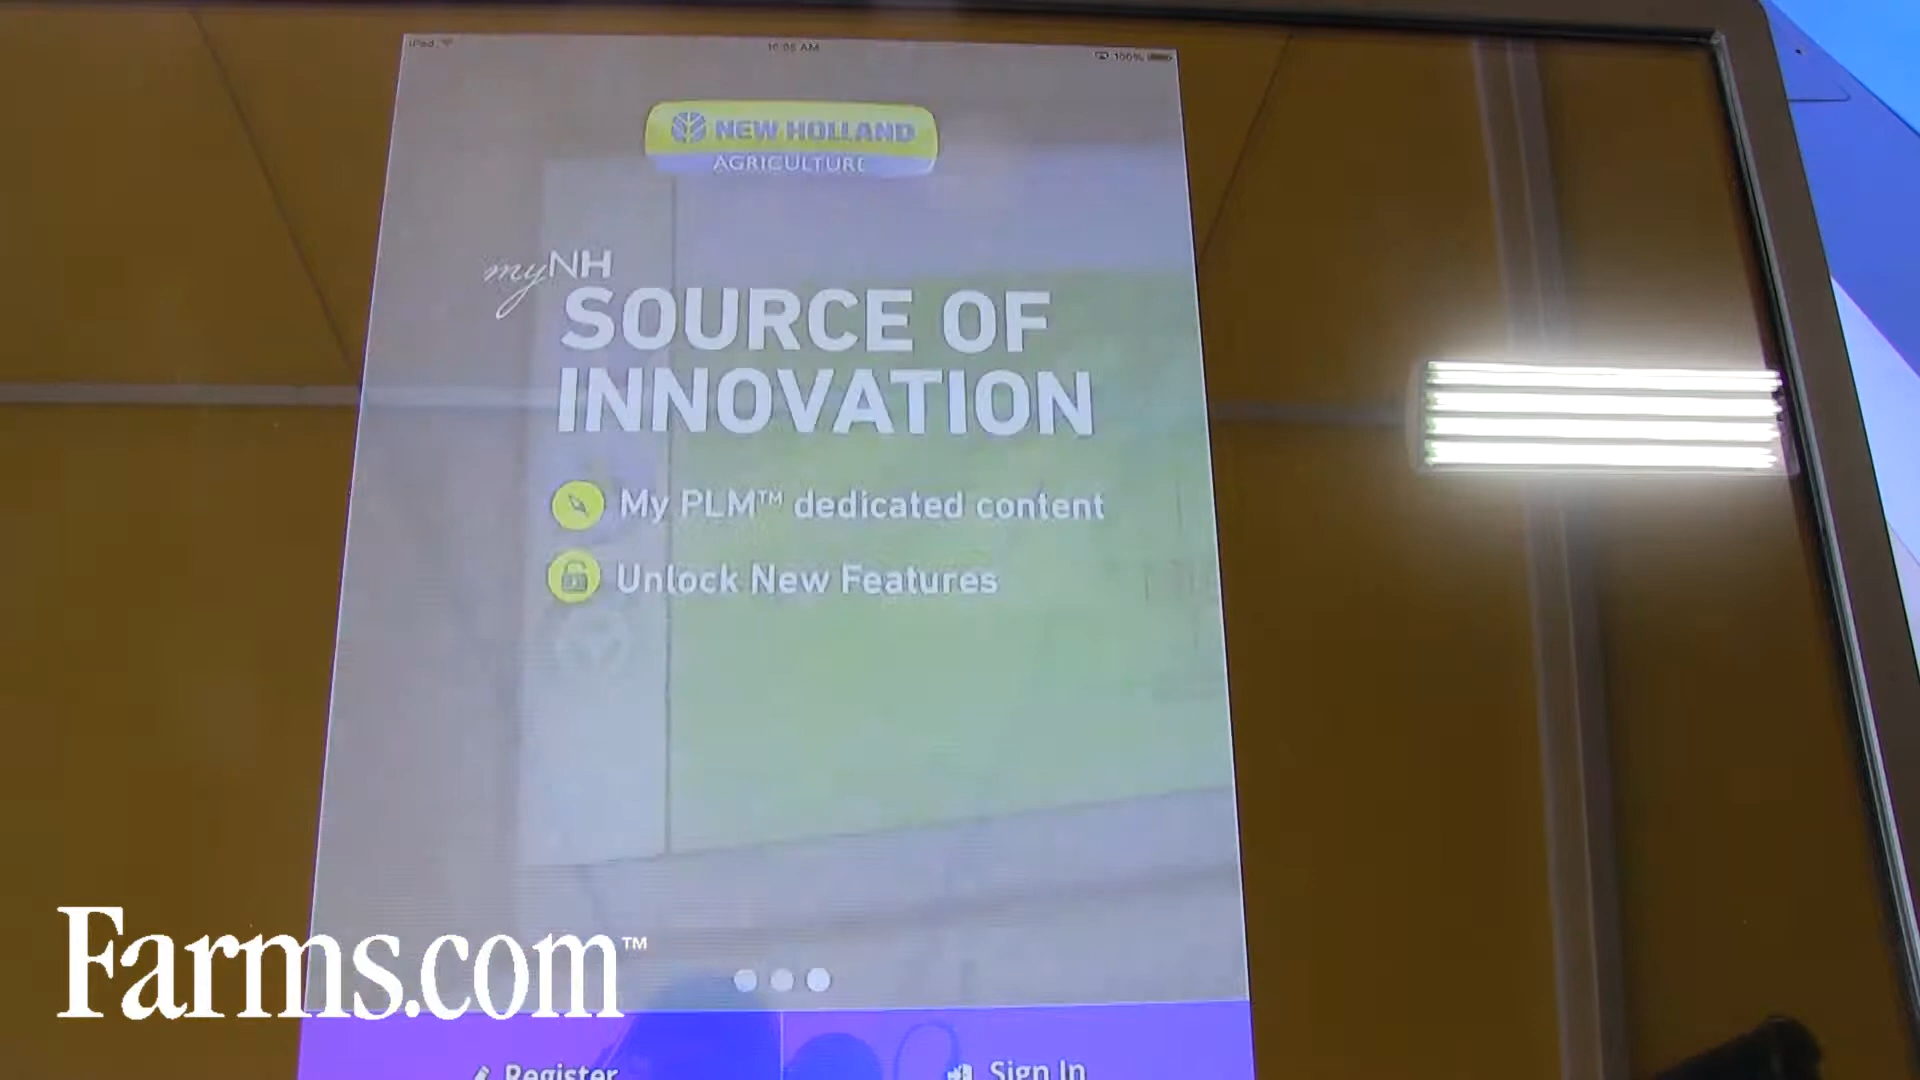 iPad
10:05 AM
100%
NEW HOLLAND
AGRICULTURE
myNH
SOURCE OF
INNOVATION
My PLM™ dedicated content
Unlock New Features
Farms.com™
Register
Sign In